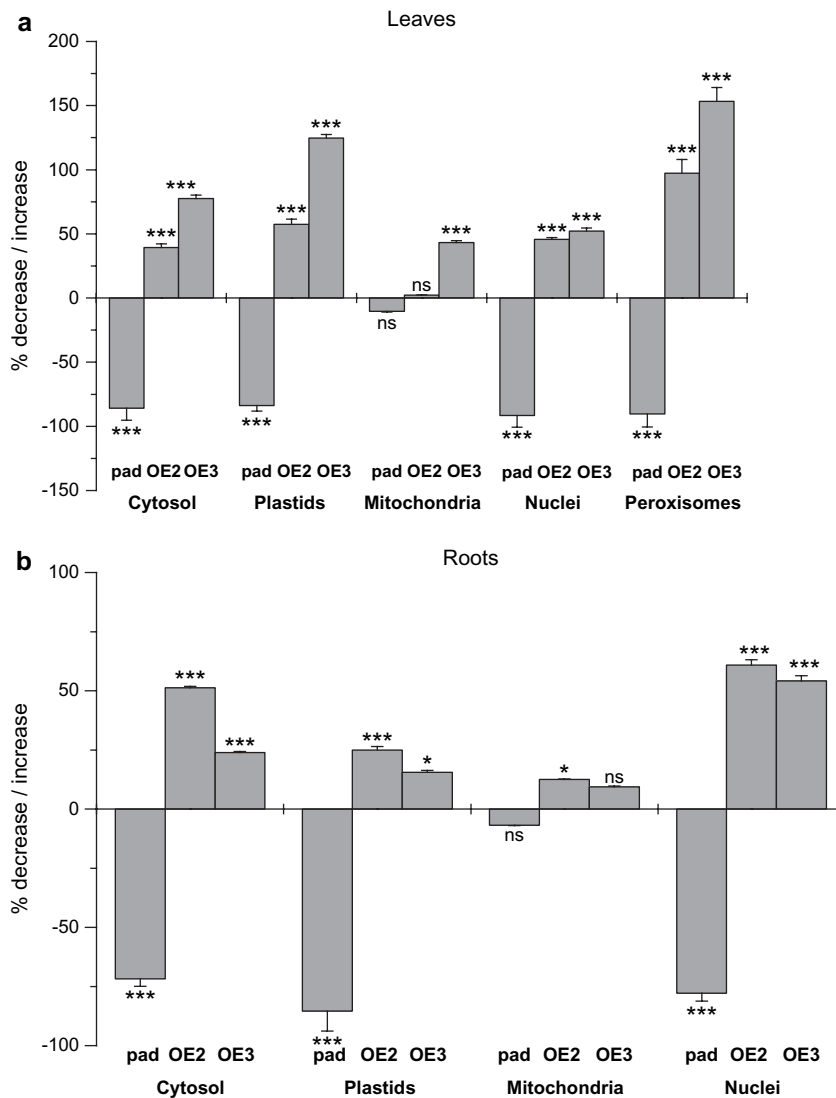 a
Leaves
% decrease / increase
200
150
100
50
0
-50
-100
-150
*** *** *** *** *** *** ns ns *** *** *** *** *** *** ***
pad OE2 OE3 pad OE2 OE3 pad OE2 OE3 pad OE2 OE3 pad OE2 OE3
Cytosol Plastids Mitochondria Nuclei Peroxisomes
b
Roots
% decrease / increase
100
50
0
-50
-100
*** *** *** *** *** * ns * ns *** *** ***
pad OE2 OE3 pad OE2 OE3 pad OE2 OE3 pad OE2 OE3
Cytosol Plastids Mitochondria Nuclei